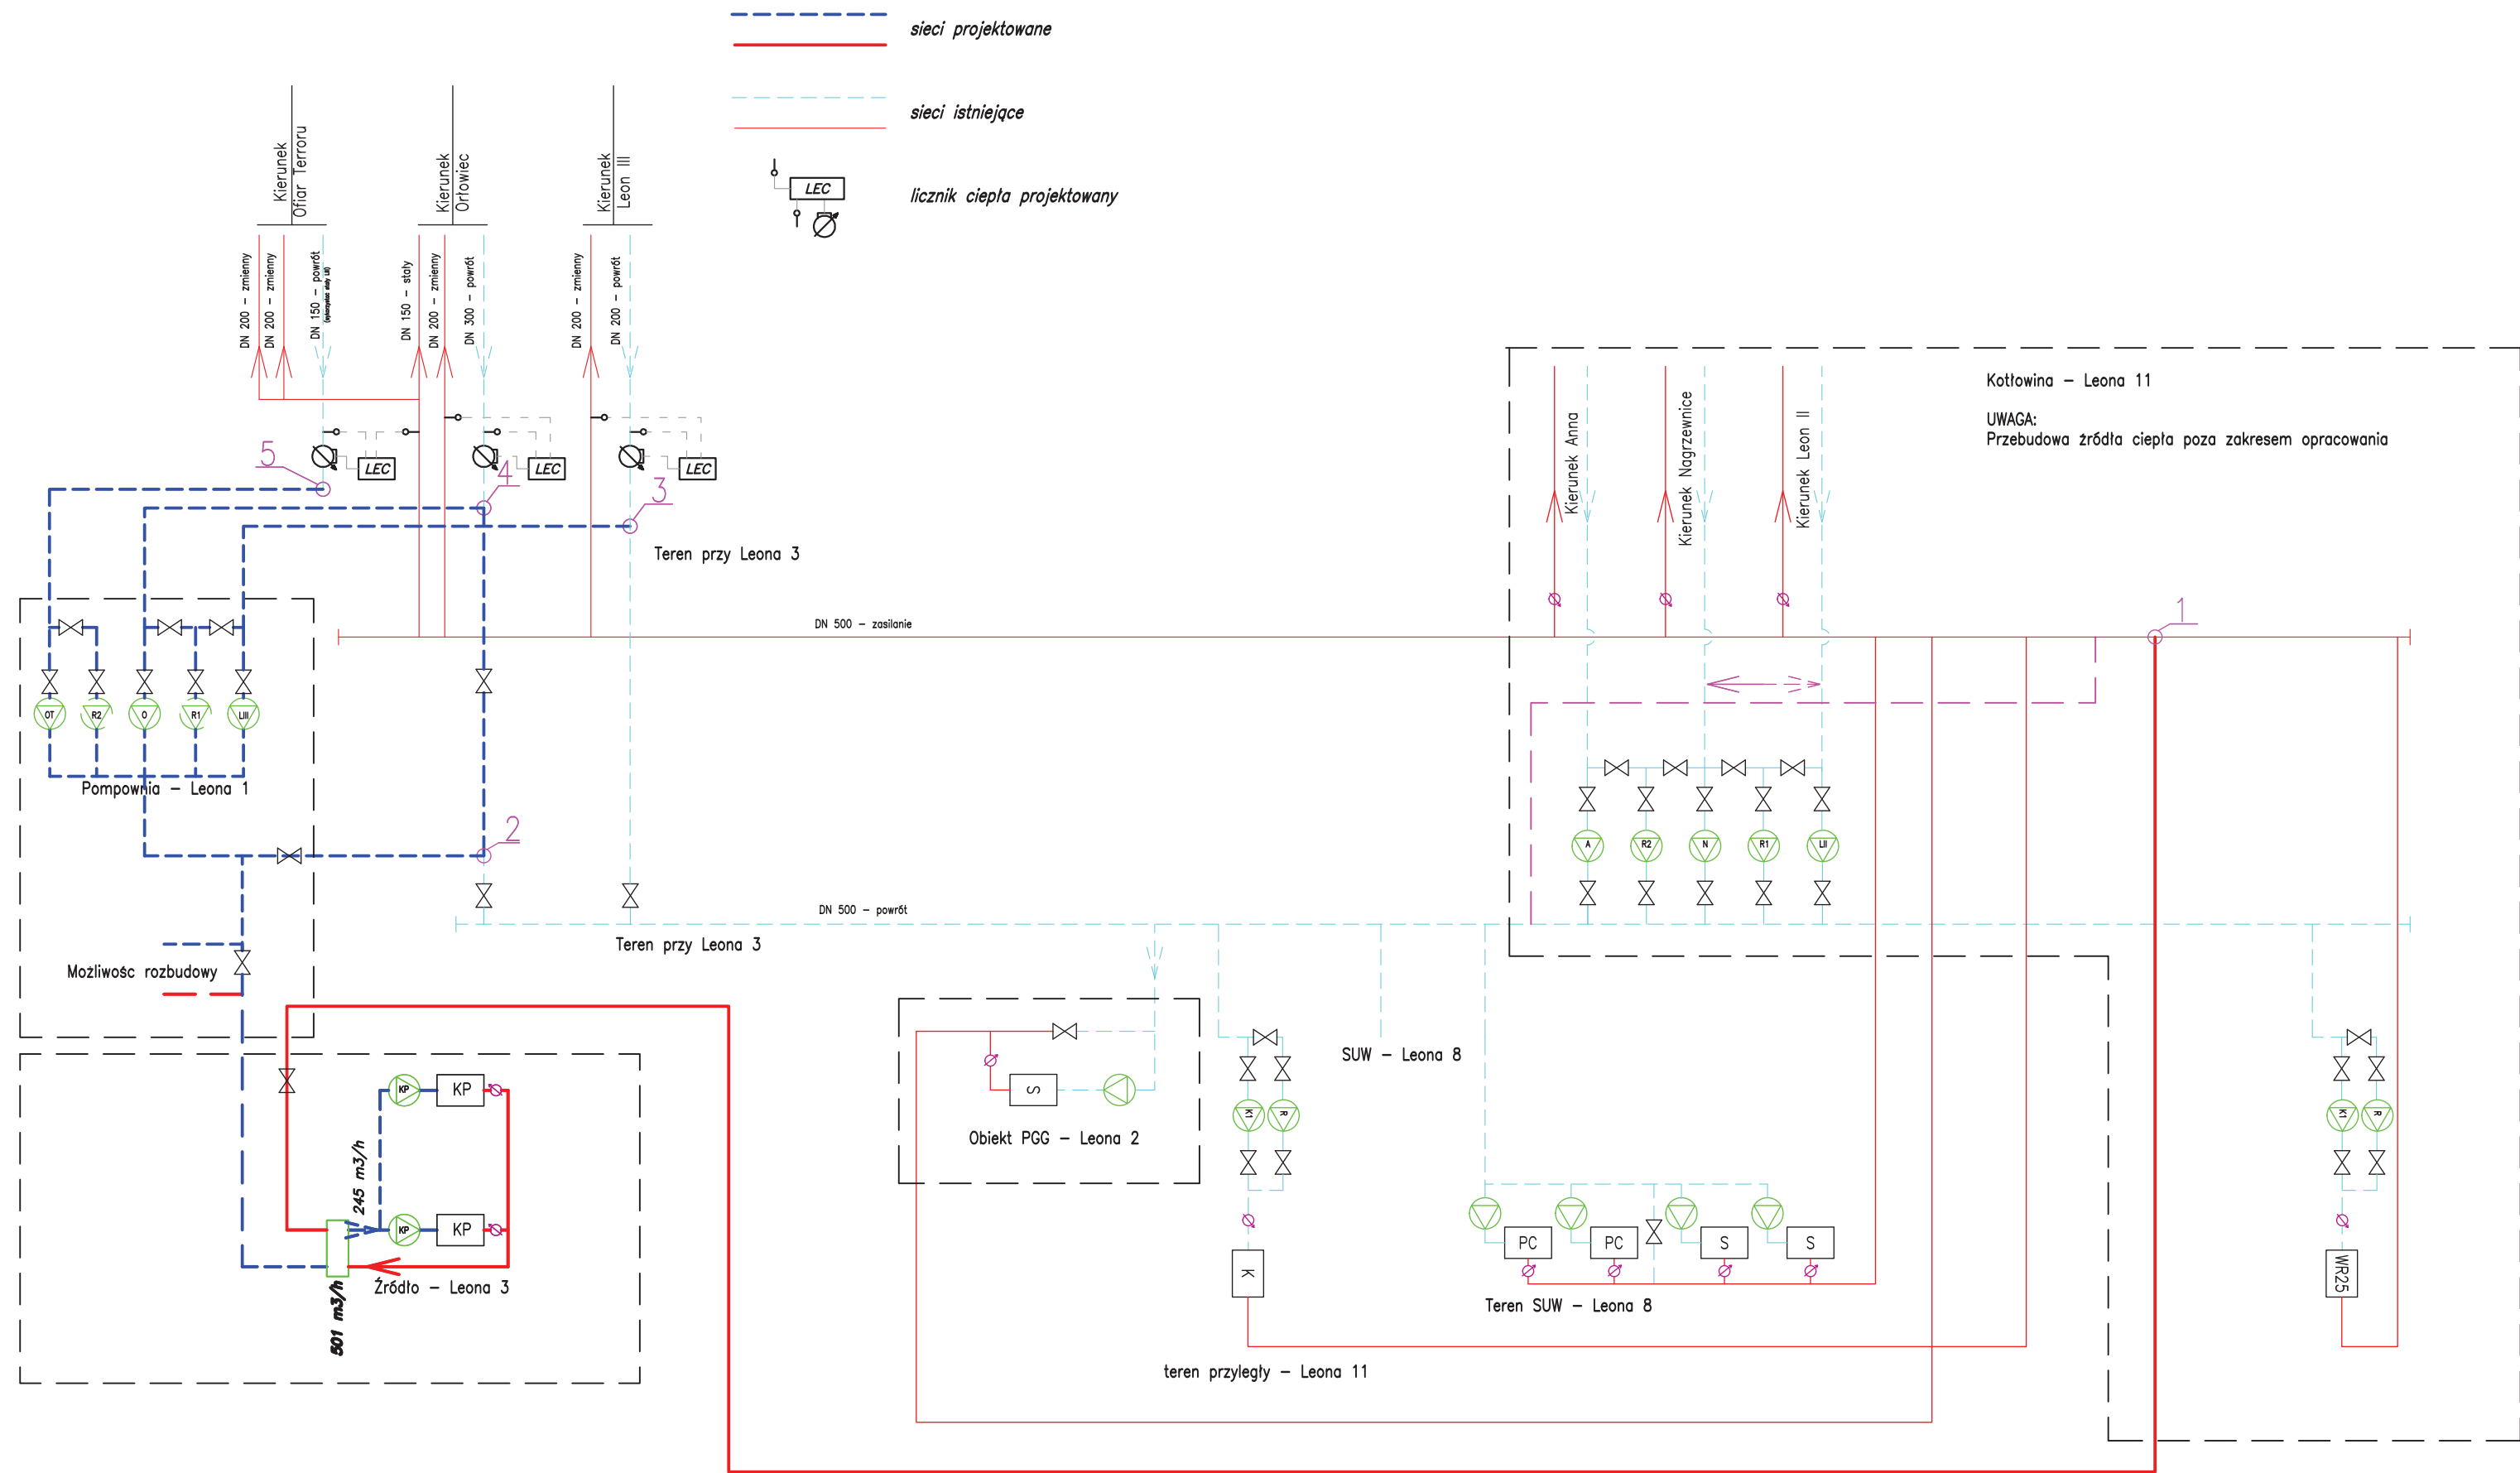 sieci projektowane
sieci istniejące
LEC
licznik ciepła projektowany
Kierunek
Ofiar Terroru
Kierunek
Orłowiec
Kierunek
Leon III
DN 200 - zmienny
DN 200 - zmienny
DN 150 - powrót
DN 150 - stały
DN 200 - zmienny
DN 300 - powrót
DN 200 - zmienny
DN 200 - powrót
Kotłowina - Leona 11
UWAGA:
Przebudowa żródła ciepła poza zakresem opracowania
Kierunek Anna
Kierunek Nagrzewnice
Kierunek Leon II
5
LEC
4
LEC
3
LEC
Teren przy Leona 3
1
DN 500 - zasilanie
OT
R2
O
R1
LIII
Pompownia - Leona 1
2
A
R2
N
R1
LII
DN 500 - powrót
Teren przy Leona 3
Możliwośc rozbudowy
SUW - Leona 8
KP
KP
S
Obiekt PGG - Leona 2
K1
R
K1
R
245 m3/h
KP
KP
Źródło - Leona 3
501 m3/h
K
PC
PC
S
S
WR25
Teren SUW - Leona 8
teren przyległy - Leona 11